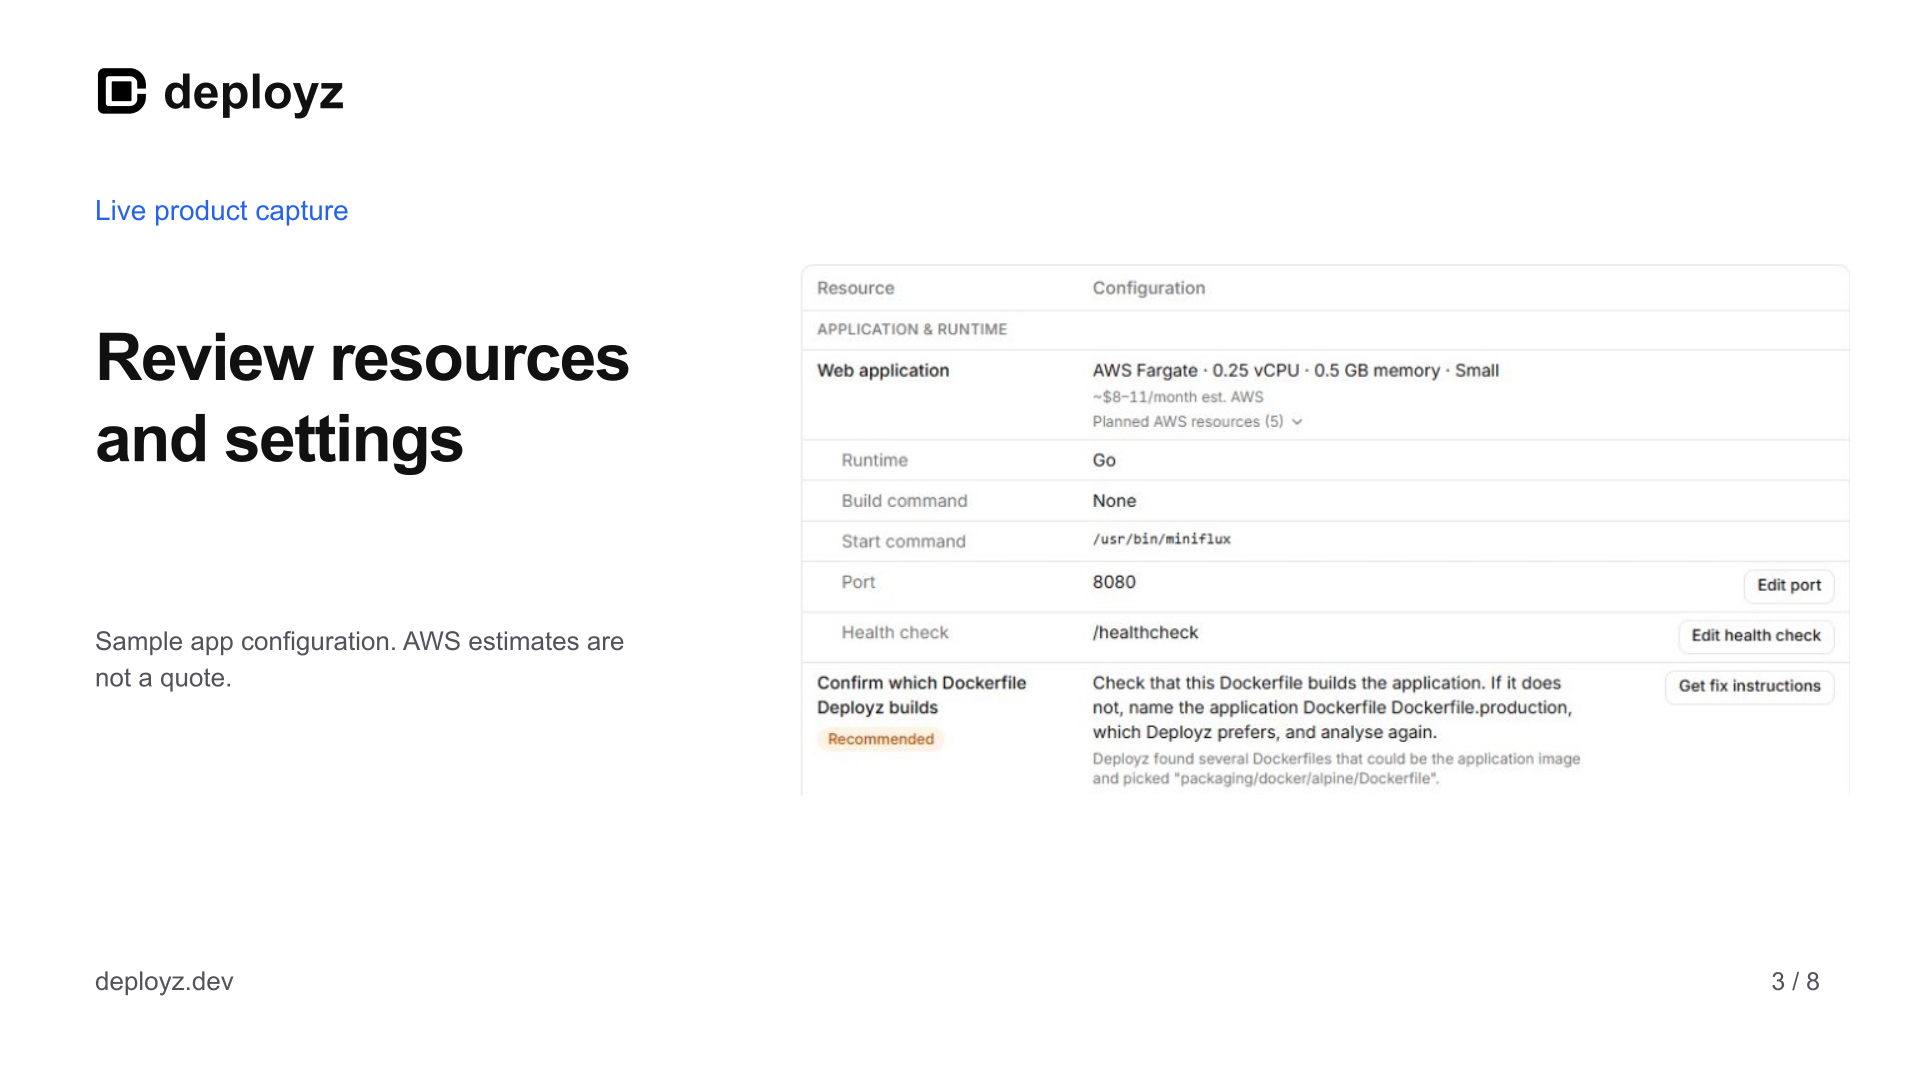 deployz
Live product capture
Review resources
and settings
Sample app configuration. AWS estimates are
not a quote.
Resource Configuration
APPLICATION & RUNTIME
Web application AWS Fargate · 0.25 vCPU · 0.5 GB memory · Small
~$8–11/month est. AWS
Planned AWS resources (5)
Runtime Go
Build command None
Start command /usr/bin/miniflux
Port 8080 Edit port
Health check /healthcheck Edit health check
Confirm which Dockerfile
Deployz builds
Recommended
Check that this Dockerfile builds the application. If it does
not, name the application Dockerfile Dockerfile.production,
which Deployz prefers, and analyse again.
Deployz found several Dockerfiles that could be the application image
and picked "packaging/docker/alpine/Dockerfile".
Get fix instructions
deployz.dev
3 / 8